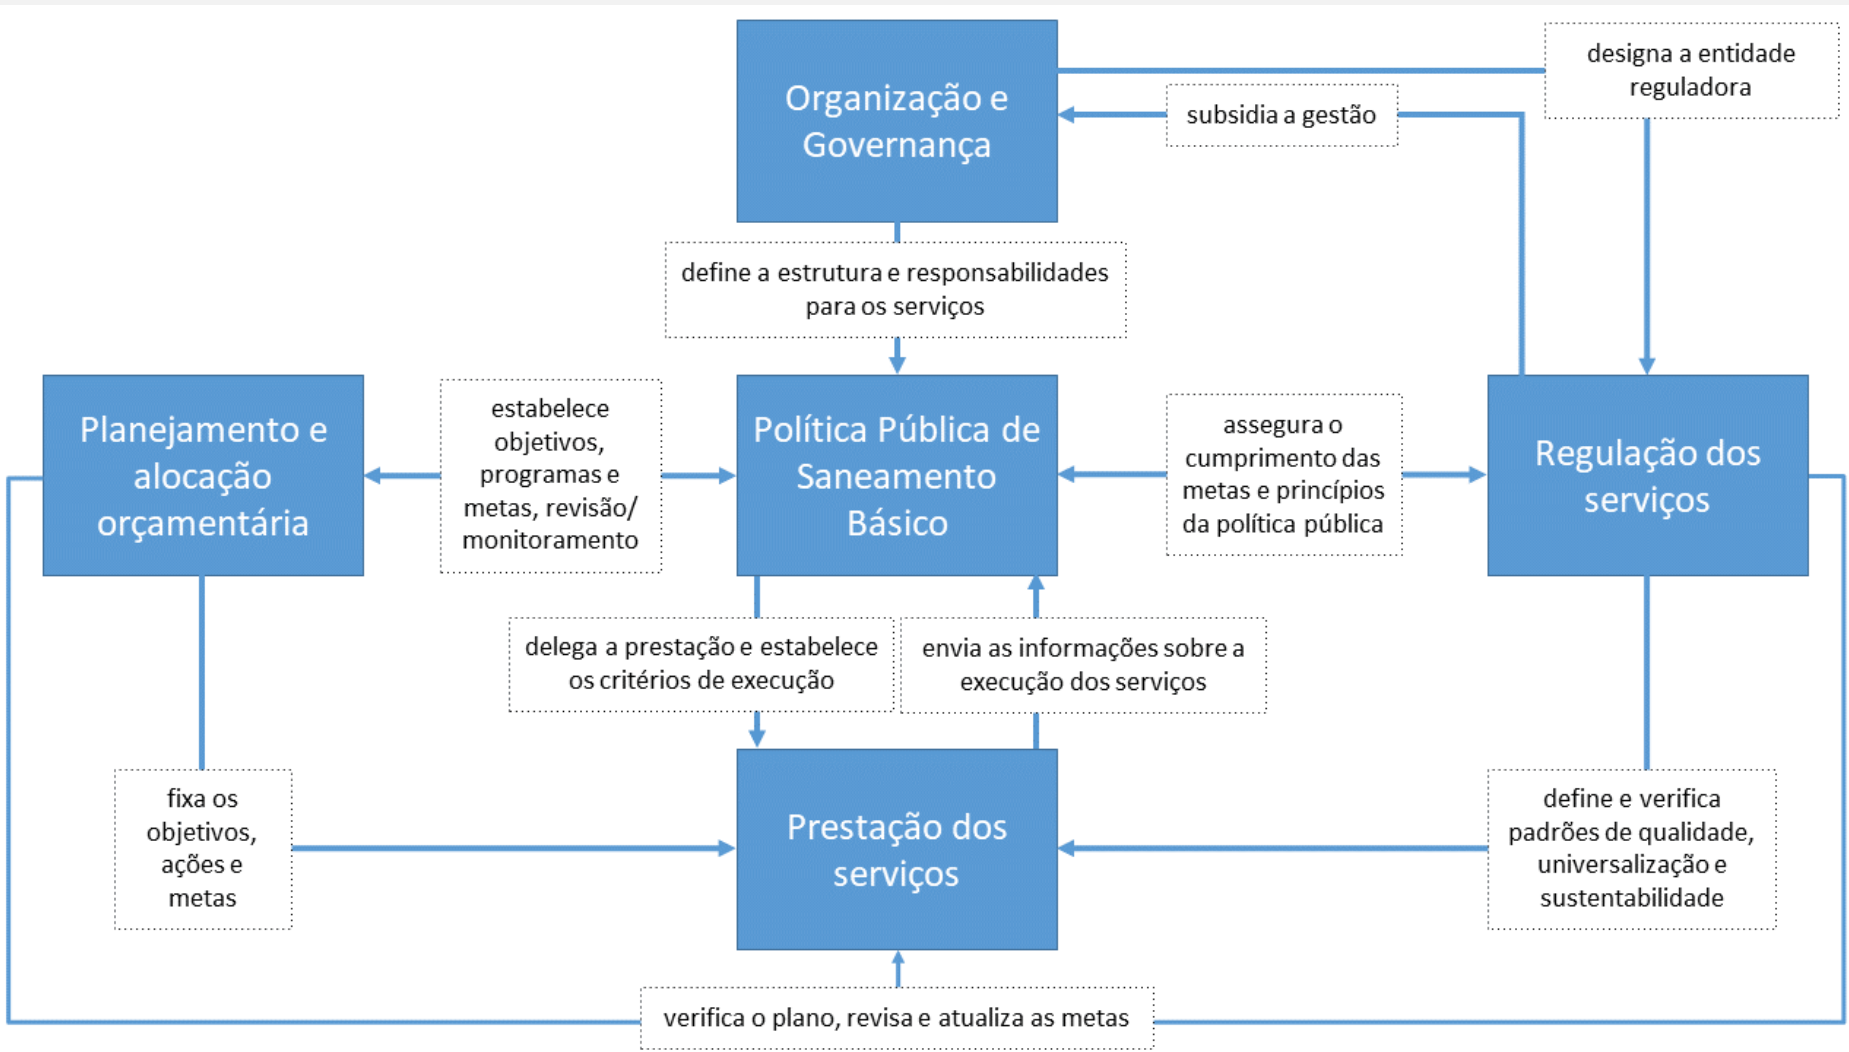 Organização e
Governança
designa a entidade
reguladora
subsidia a gestão
define a estrutura e responsabilidades
para os serviços
Planejamento e
alocação
orçamentária
estabelece
objetivos,
programas e
metas, revisão/
monitoramento
Política Pública de
Saneamento
Básico
assegura o
cumprimento das
metas e princípios
da política pública
Regulação dos
serviços
delega a prestação e estabelece
os critérios de execução
envia as informações sobre a
execução dos serviços
fixa os
objetivos,
ações e
metas
Prestação dos
serviços
define e verifica
padrões de qualidade,
universalização e
sustentabilidade
verifica o plano, revisa e atualiza as metas